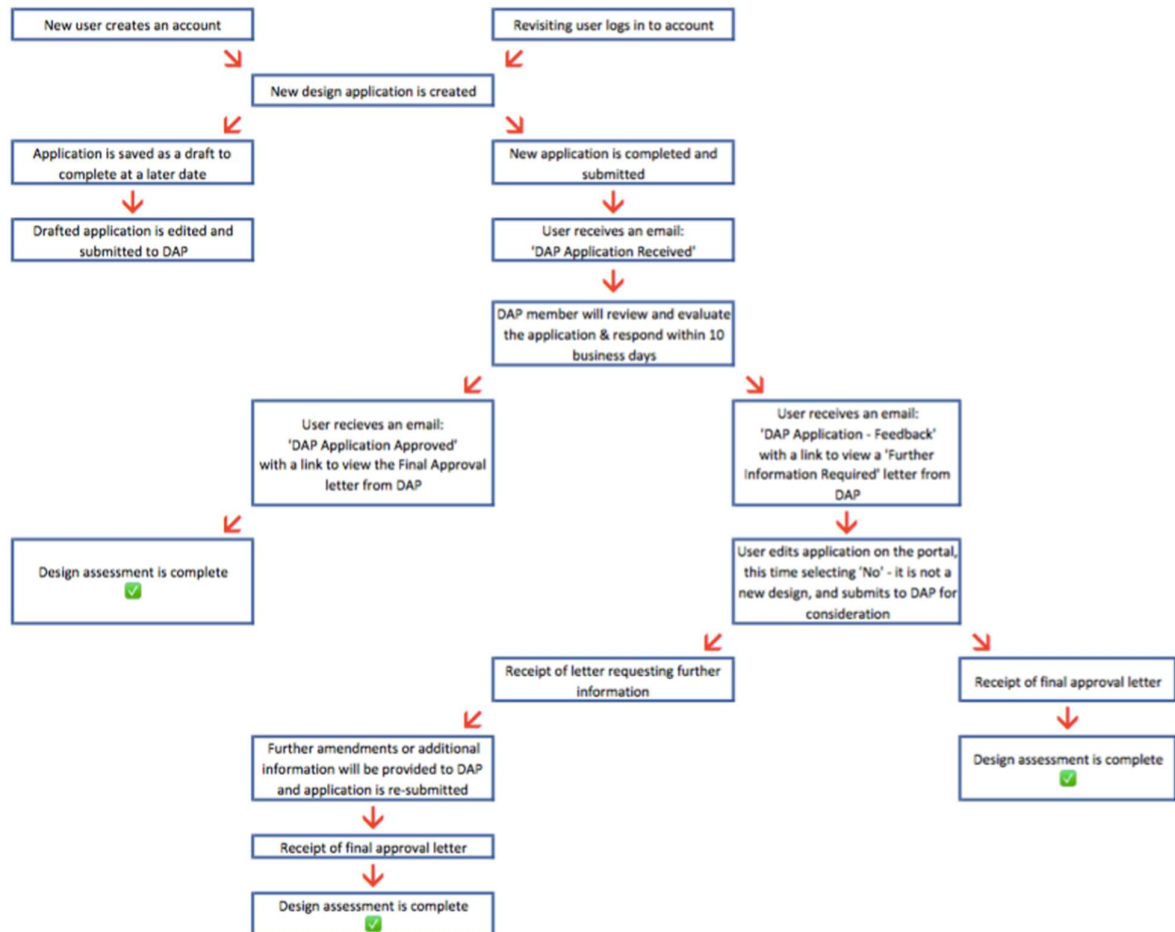 New user creates an account
Revisiting user logs in to account
New design application is created
Application is saved as a draft to
complete at a later date
New application is completed and
submitted
Drafted application is edited and
submitted to DAP
User receives an email:
'DAP Application Received'
DAP member will review and evaluate
the application & respond within 10
business days
User recieves an email:
'DAP Application Approved'
with a link to view the Final Approval
letter from DAP
User receives an email:
'DAP Application - Feedback'
with a link to view a 'Further
Information Required' letter from
DAP
Design assessment is complete
User edits application on the portal,
this time selecting 'No' - it is not a
new design, and submits to DAP for
consideration
Receipt of letter requesting further
information
Receipt of final approval letter
Further amendments or additional
information will be provided to DAP
and application is re-submitted
Design assessment is complete
Receipt of final approval letter
Design assessment is complete